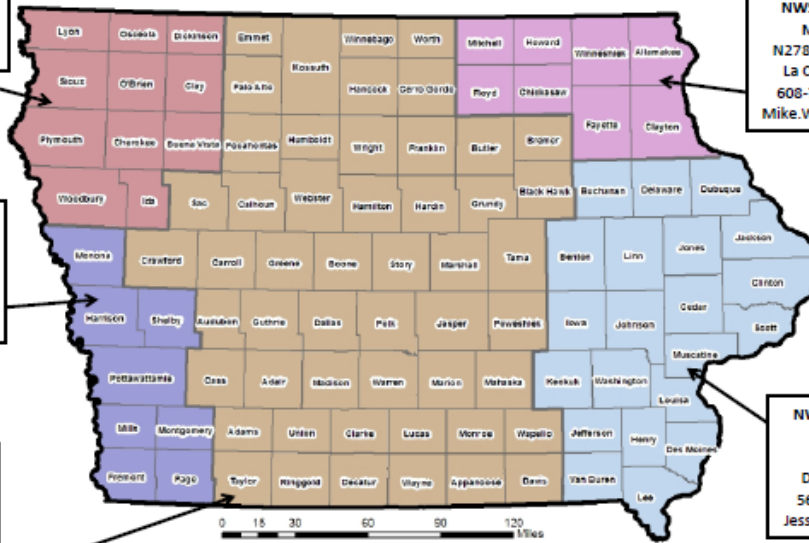 NWS
N
N278
La C
608-7
Mike.W
Lyon Osceola Dickinson Emmet Winnebago Worth Mitchell Howard Winneshiek Allamakee
Kossuth
Sioux O'Brien Clay Palo Alto Hancock Cerro Gordo Floyd Chickasaw
Fayette Clayton
Plymouth Cherokee Buena Vista Pocahontas Humboldt Wright Franklin Butler Bremer
Woodbury Ida Sac Calhoun Webster Hamilton Hardin Grundy Black Hawk Buchanan Delaware Dubuque
Monona Crawford Carroll Greene Boone Story Marshall Tama Benton Linn Jones Jackson
Clinton
Harrison Shelby Audubon Guthrie Dallas Polk Jasper Poweshiek Iowa Johnson Cedar Scott
Muscatine
Pottawattamie Cass Adair Madison Warren Marion Mahaska Keokuk Washington Louisa
Mills Montgomery Adams Union Clarke Lucas Monroe Wapello Jefferson Henry Des Moines
Fremont Page Taylor Ringgold Decatur Wayne Appanoose Davis Van Buren Lee
NW
D
56
Jess
0 15 30 60 90 120
Miles